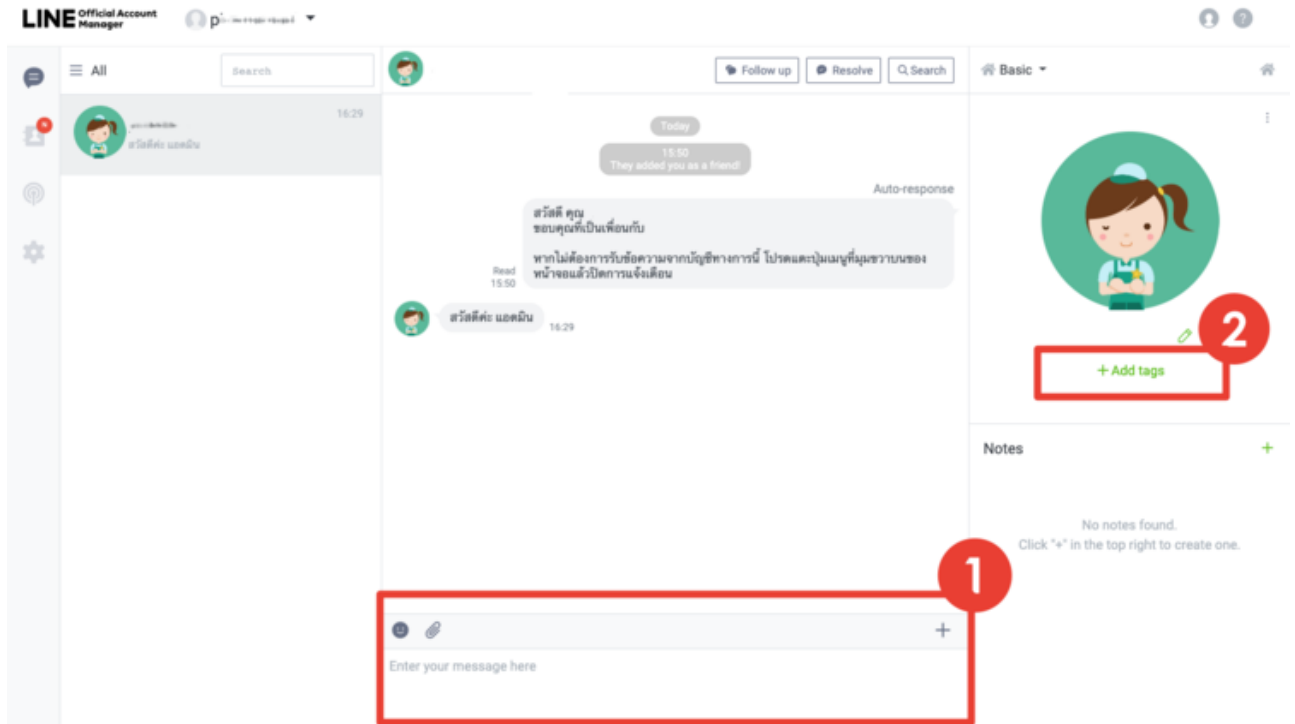 LINE Official Account Manager
All
Search
Follow up
Resolve
Search
Basic
16:29
สวัสดีค่ะ แอดมิน
Today
15:50
They added you as a friend!
Auto-response
สวัสดี คุณ
ขอบคุณที่เป็นเพื่อนกับ
หากไม่ต้องการรับข้อความจากบัญชีทางการนี้ โปรดแตะปุ่มเมนูที่มุมขวาบนของ
หน้าจอแล้วปิดการแจ้งเตือน
Read
15:50
สวัสดีค่ะ แอดมิน
16:29
2
+ Add tags
Notes
+
No notes found.
Click "+" in the top right to create one.
1
Enter your message here